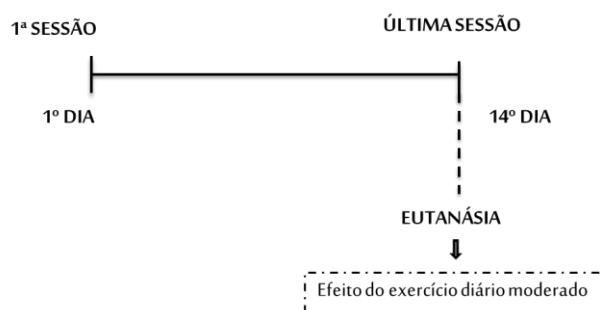 1ª SESSÃO
ÚLTIMA SESSÃO
1º DIA
14º DIA
EUTANÁSIA
Efeito do exercício diário moderado